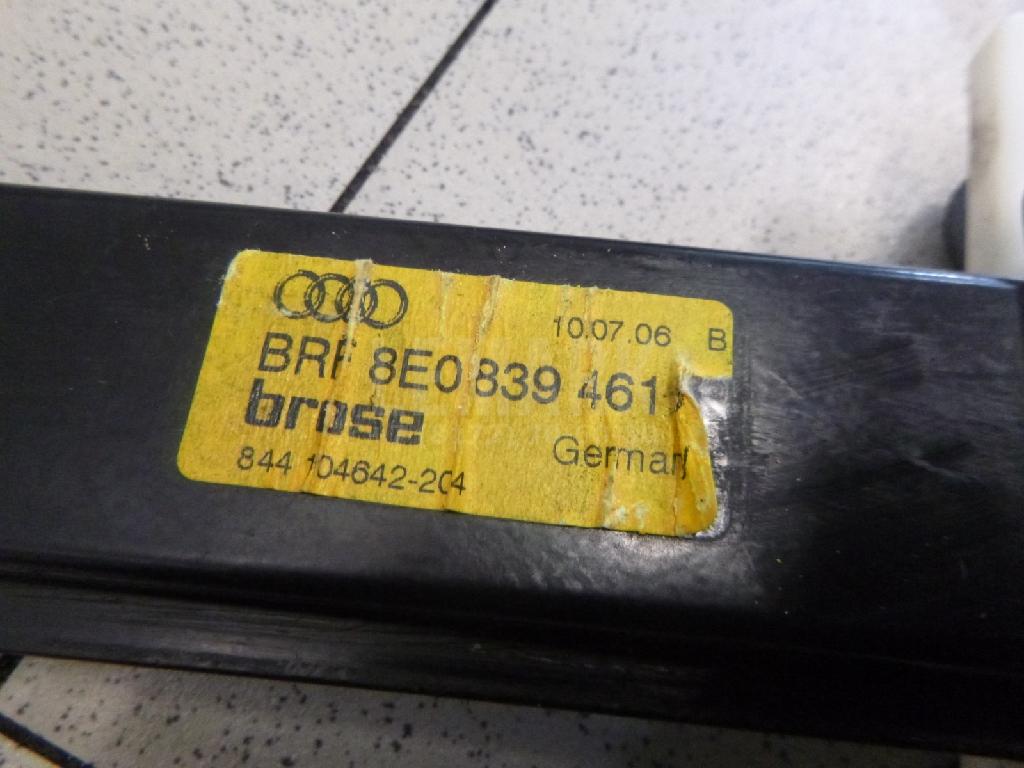 10.07.06 B
BRF 8E0 839 461
brose
Germany
844 104642-204